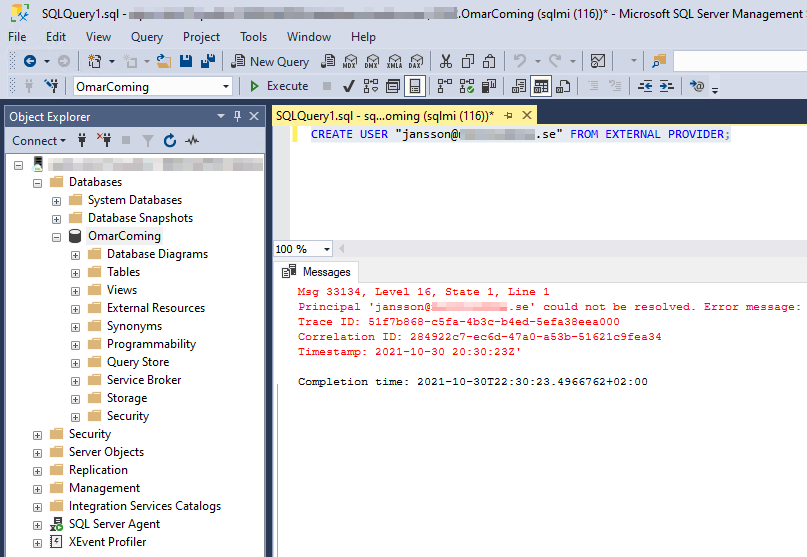 SQLQuery1.sql - .OmarComing (sqlmi (116))* - Microsoft SQL Server Management
File Edit View Query Project Tools Window Help
New Query MDX DMX XMLA DAX
OmarComing Execute
Object Explorer
Connect
Databases
System Databases
Database Snapshots
OmarComing
Database Diagrams
Tables
Views
External Resources
Synonyms
Programmability
Query Store
Service Broker
Storage
Security
Security
Server Objects
Replication
Management
Integration Services Catalogs
SQL Server Agent
XEvent Profiler
SQLQuery1.sql - sq...oming (sqlmi (116))*
CREATE USER "jansson@ .se" FROM EXTERNAL PROVIDER;
100 %
Messages
Msg 33134, Level 16, State 1, Line 1
Principal 'jansson@ .se' could not be resolved. Error message:
Trace ID: 51f7b868-c5fa-4b3c-b4ed-5efa38eea000
Correlation ID: 284922c7-ec6d-47a0-a53b-51621c9fea34
Timestamp: 2021-10-30 20:30:23Z'
Completion time: 2021-10-30T22:30:23.4966762+02:00